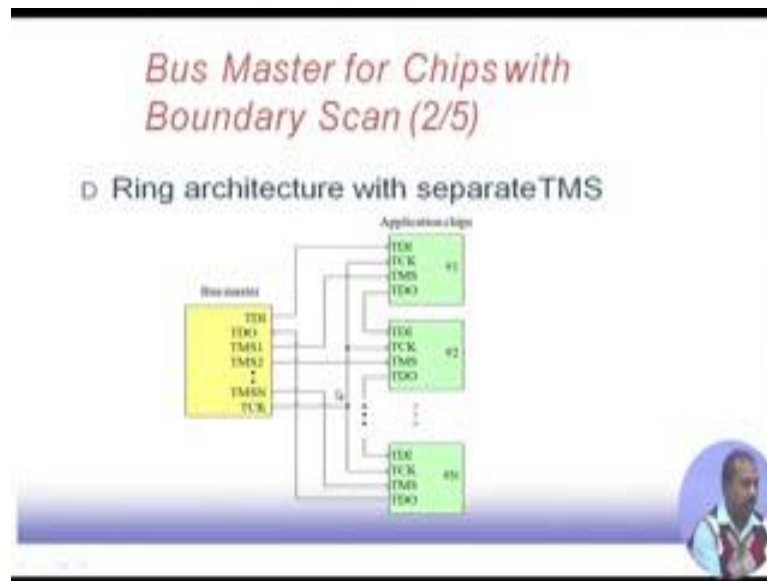 Bus Master for Chips with
Boundary Scan (2/5)
D Ring architecture with separate TMS
Application chips
Bus master
TDI
TDO
TMS1
TMS2
TMSN
TCK
TDI
TCK
TMS
TDO
#1
TDI
TCK
TMS
TDO
#2
TDI
TCK
TMS
TDO
#N